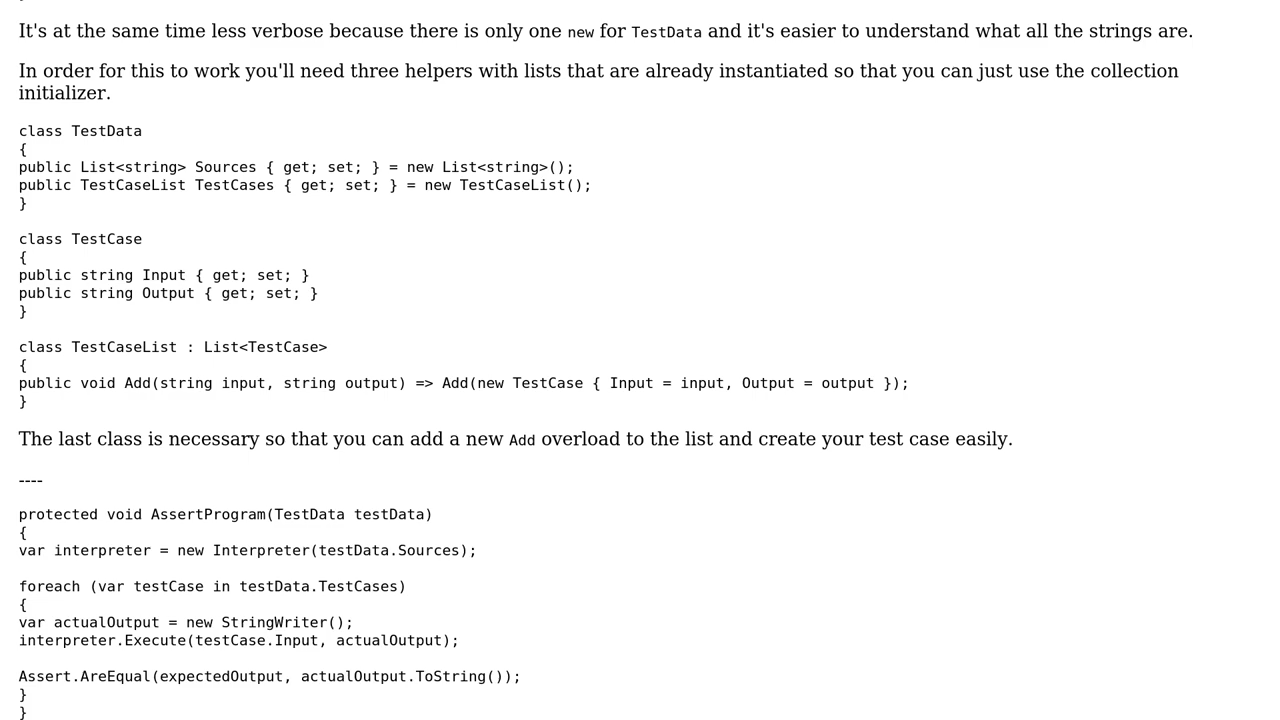 It's at the same time less verbose because there is only one new for TestData and it's easier to understand what all the strings are.
In order for this to work you'll need three helpers with lists that are already instantiated so that you can just use the collection
initializer.
class TestData
{
public List<string> Sources { get; set; } = new List<string>();
public TestCaseList TestCases { get; set; } = new TestCaseList();
}
class TestCase
{
public string Input { get; set; }
public string Output { get; set; }
}
class TestCaseList : List<TestCase>
{
public void Add(string input, string output) => Add(new TestCase { Input = input, Output = output });
}
The last class is necessary so that you can add a new Add overload to the list and create your test case easily.
----
protected void AssertProgram(TestData testData)
{
var interpreter = new Interpreter(testData.Sources);
foreach (var testCase in testData.TestCases)
{
var actualOutput = new StringWriter();
interpreter.Execute(testCase.Input, actualOutput);
Assert.AreEqual(expectedOutput, actualOutput.ToString());
}
}